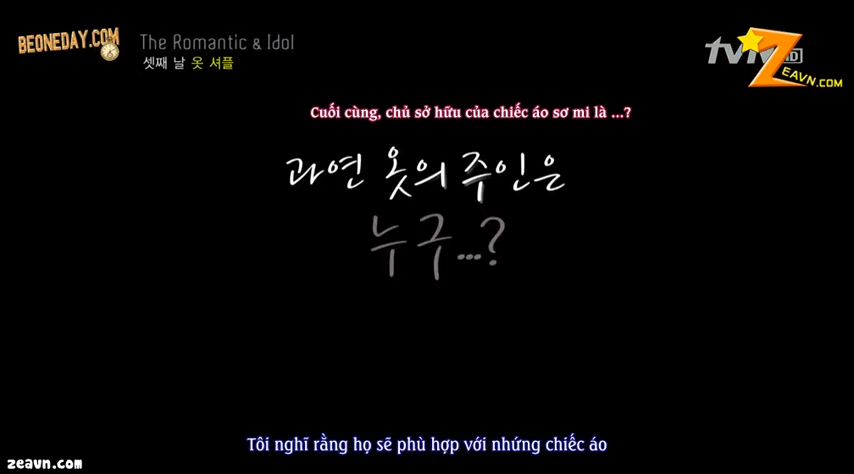 BEONEDAY.COM
The Romantic & Idol
셋째 날 옷 셔플
tvN HD
ZEAVN.COM
Cuối cùng, chủ sở hữu của chiếc áo sơ mi là ...?
과연 옷의 주인은
누구...?
Tôi nghĩ rằng họ sẽ phù hợp với những chiếc áo
zeavn.com